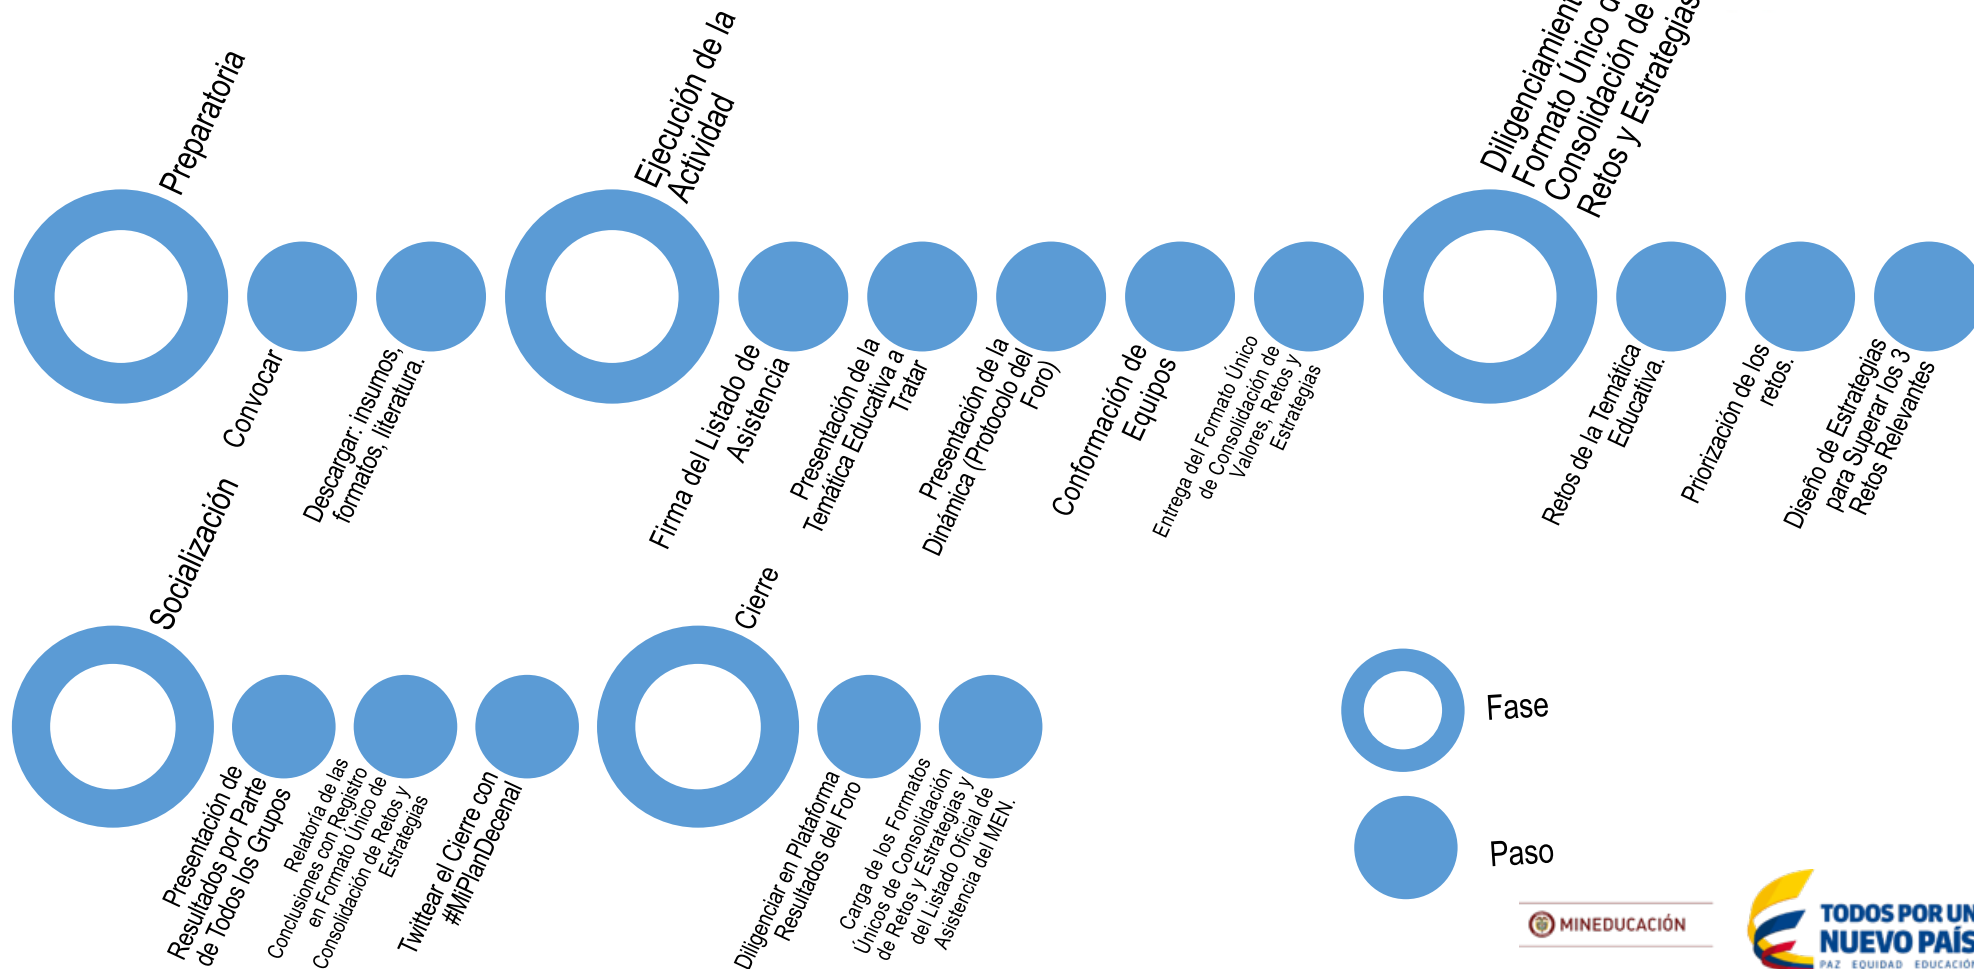 Preparatoria
Convocar
Descargar: insumos,
formatos, literatura.
Ejecución de la
Actividad
Firma del Listado de
Asistencia
Presentación de la
Temática Educativa a
Tratar
Presentación de la
Dinámica (Protocolo del
Foro)
Conformación de
Equipos
Entrega del Formato Único
de Consolidación de
Valores, Retos y
Estrategias
Formato Único
Consolidación de
Retos y Estrategias
Retos de la Temática
Educativa.
Priorización de los
retos.
Diseño de Estrategias
para Superar los 3
Retos Relevantes
Socialización
Presentación de
Resultados por Parte
de Todos los Grupos
Relatoría de las
Conclusiones con Registro
en Formato Único de
Consolidación de Retos y
Estrategias
Twittear el Cierre con
#MiPlanDecenal
Cierre
Diligenciar en Plataforma
Resultados del Foro
Carga de los Formatos
Únicos de Consolidación
de Retos y Estrategias y
del Listado Oficial de
Asistencia del MEN.
Fase
Paso
MINEDUCACIÓN
TODOS POR UN
NUEVO PAÍS
PAZ EQUIDAD EDUCACIÓN